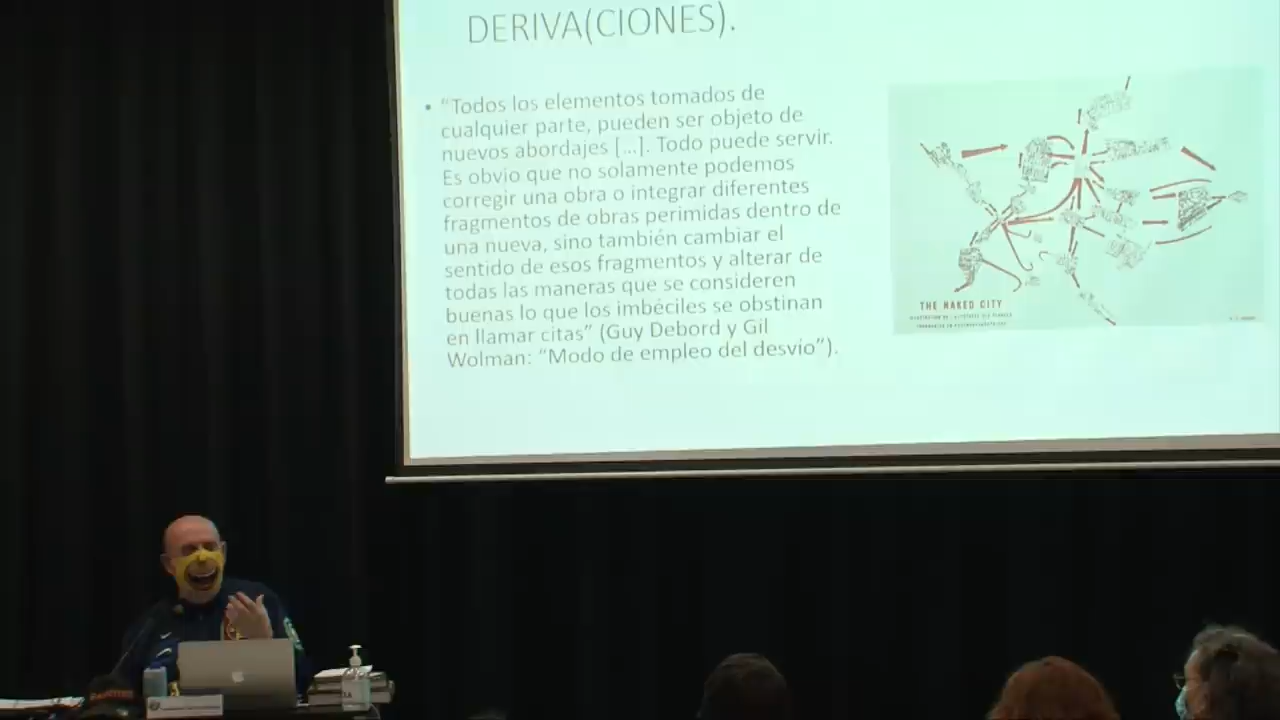 DERIVA(CIONES).
• “Todos los elementos tomados de
cualquier parte, pueden ser objeto de
nuevos abordajes [...]. Todo puede servir.
Es obvio que no solamente podemos
corregir una obra o integrar diferentes
fragmentos de obras perimidas dentro de
una nueva, sino también cambiar el
sentido de esos fragmentos y alterar de
todas las maneras que se consideren
buenas lo que los imbéciles se obstinan
en llamar citas” (Guy Debord y Gil
Wolman: “Modo de empleo del desvío”).
THE NAKED CITY